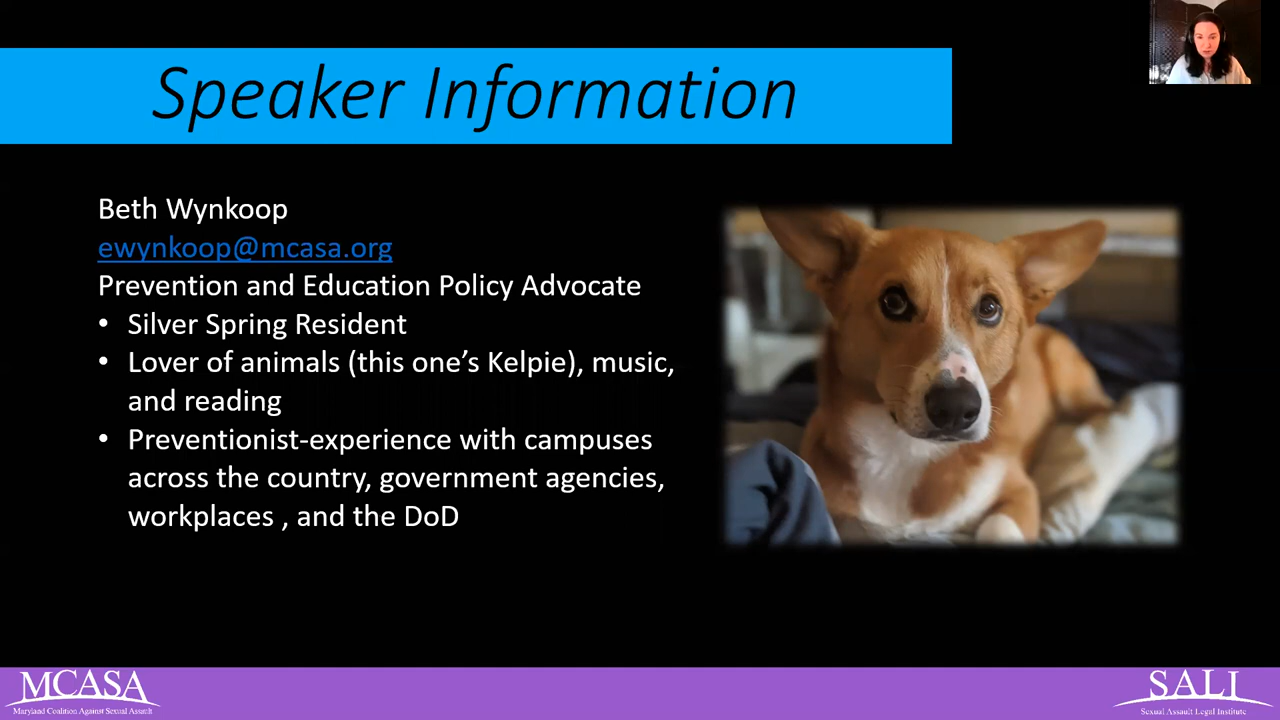 Speaker Information
Beth Wynkoop
ewynkoop@mcasa.org
Prevention and Education Policy Advocate
• Silver Spring Resident
• Lover of animals (this one’s Kelpie), music,
and reading
• Preventionist-experience with campuses
across the country, government agencies,
workplaces , and the DoD
MCASA
Maryland Coalition Against Sexual Assault
SALI
Sexual Assault Legal Institute